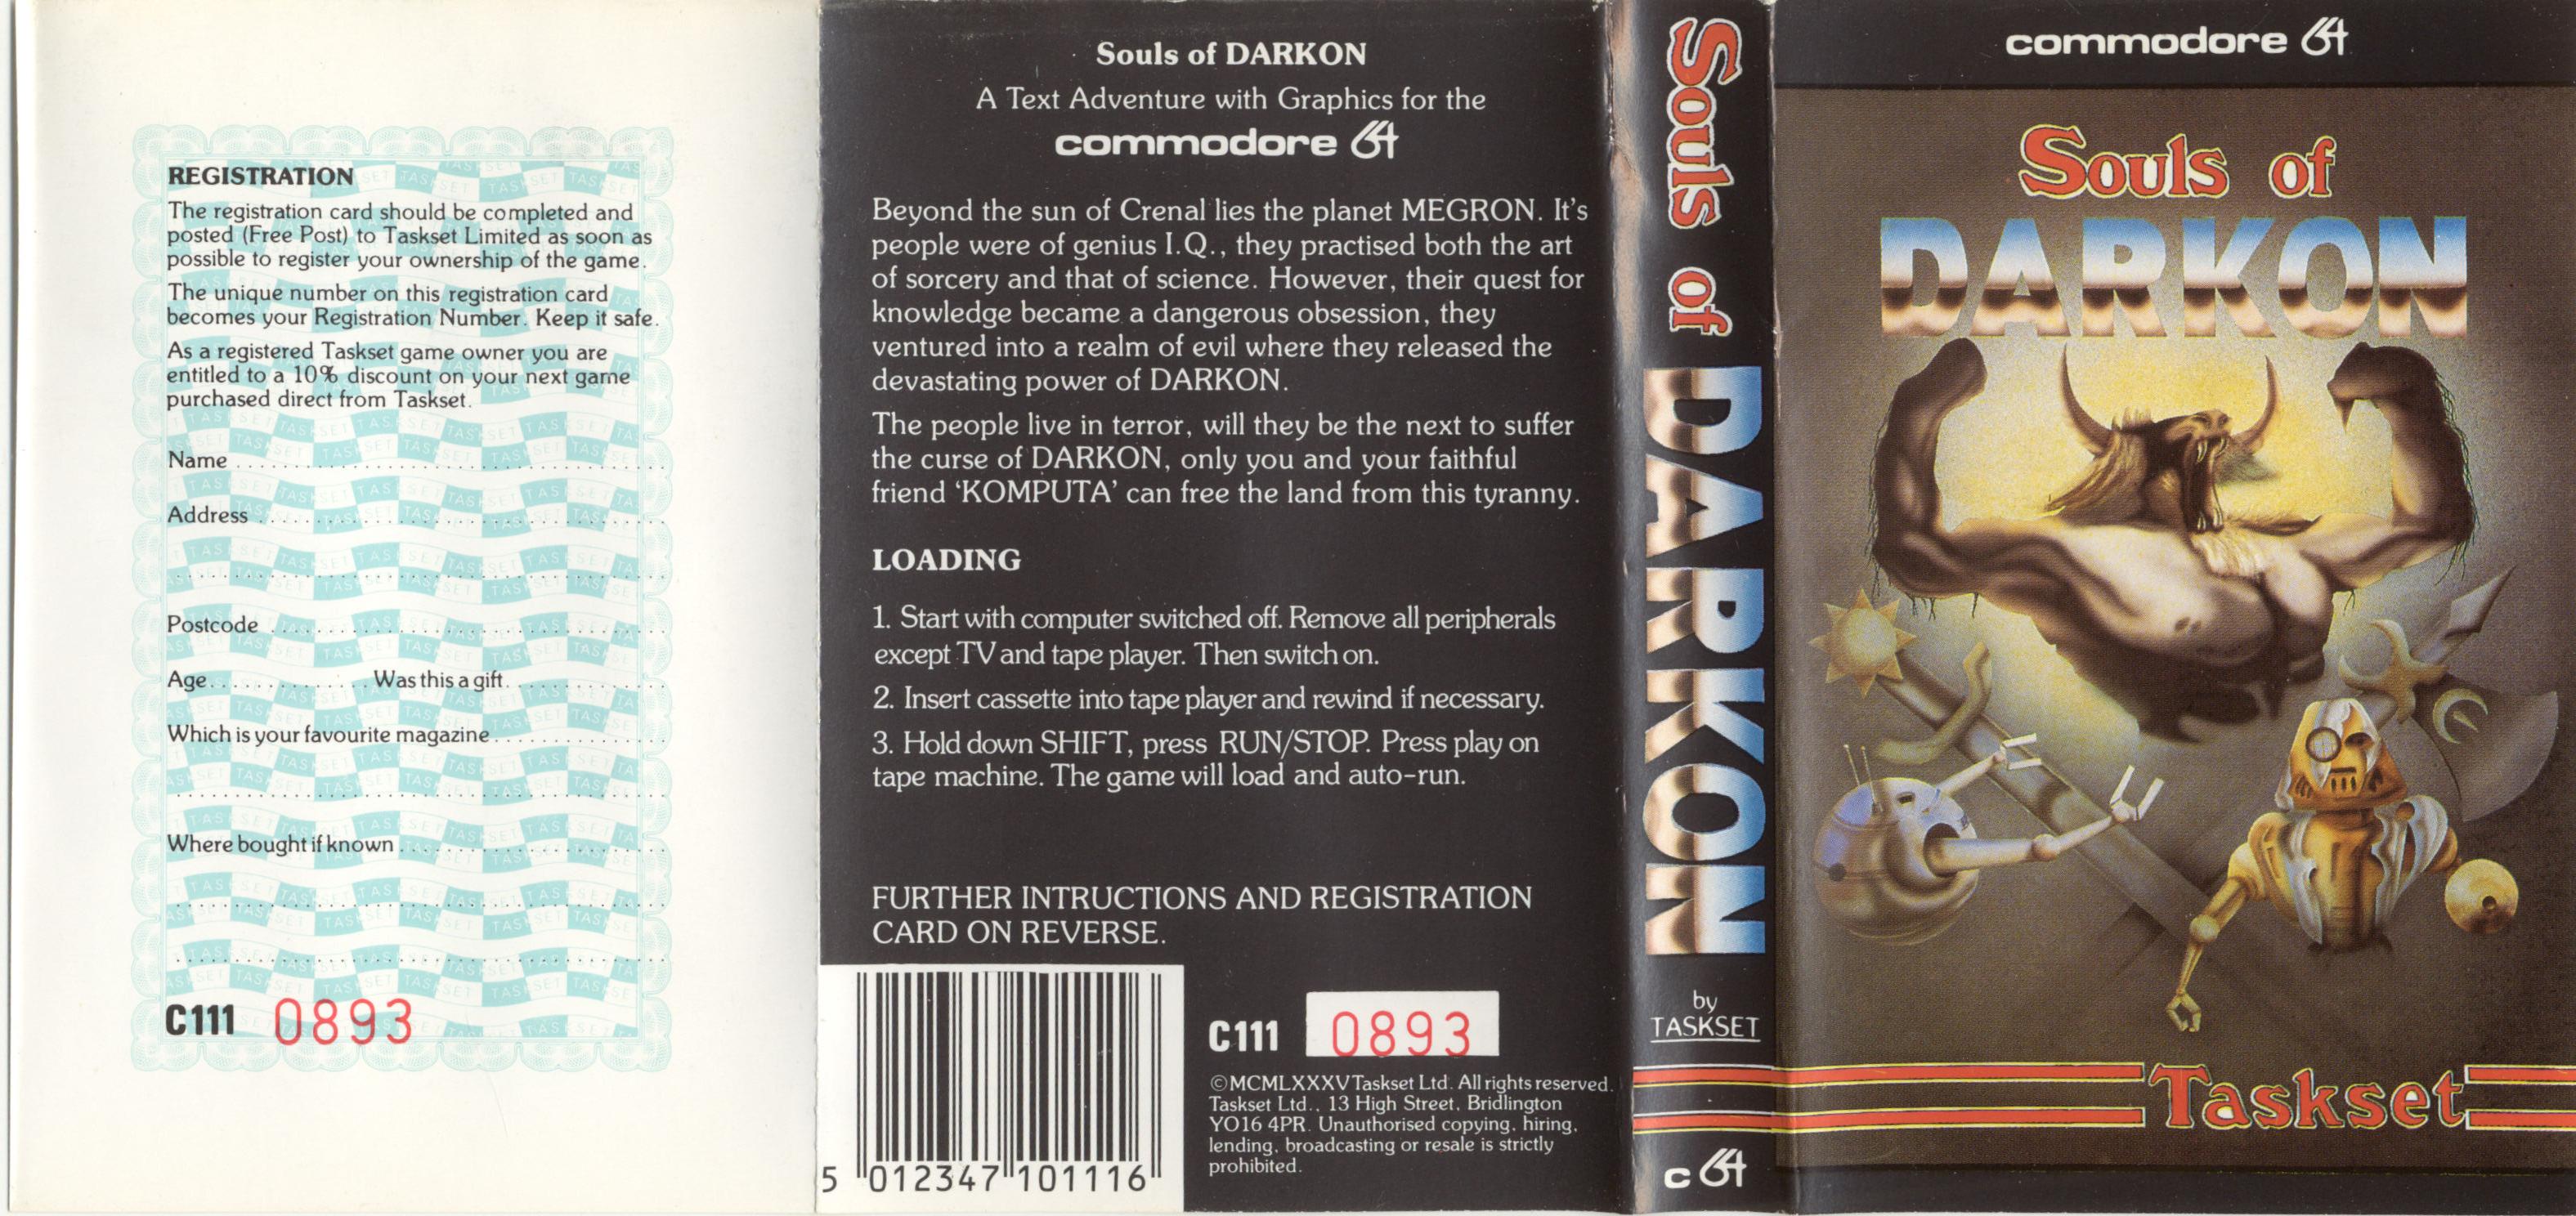 REGISTRATION
The registration card should be completed and
posted (Free Post) to Taskset Limited as soon as
possible to register your ownership of the game.
The unique number on this registration card
becomes your Registration Number. Keep it safe.
As a registered Taskset game owner you are
entitled to a 10% discount on your next game
purchased direct from Taskset.
Name
Address
Postcode
Age Was this a gift
Which is your favourite magazine
Where bought if known
C111 0893
Souls of DARKON
A Text Adventure with Graphics for the
commodore 64
Beyond the sun of Crenal lies the planet MEGRON. It's
people were of genius I.Q., they practised both the art
of sorcery and that of science. However, their quest for
knowledge became a dangerous obsession, they
ventured into a realm of evil where they released the
devastating power of DARKON.
The people live in terror, will they be the next to suffer
the curse of DARKON, only you and your faithful
friend ‘KOMPUTA’ can free the land from this tyranny.
LOADING
1. Start with computer switched off. Remove all peripherals
except TV and tape player. Then switch on.
2. Insert cassette into tape player and rewind if necessary.
3. Hold down SHIFT, press RUN/STOP. Press play on
tape machine. The game will load and auto-run.
FURTHER INTRUCTIONS AND REGISTRATION
CARD ON REVERSE.
5 012347 101116
C111 0893
©MCMLXXXV Taskset Ltd. All rights reserved.
Taskset Ltd., 13 High Street, Bridlington
YO16 4PR. Unauthorised copying, hiring,
lending, broadcasting or resale is strictly
prohibited.
Souls of DARKON
by
TASKSET
c64
commodore 64
Souls of
DARKON
Taskset